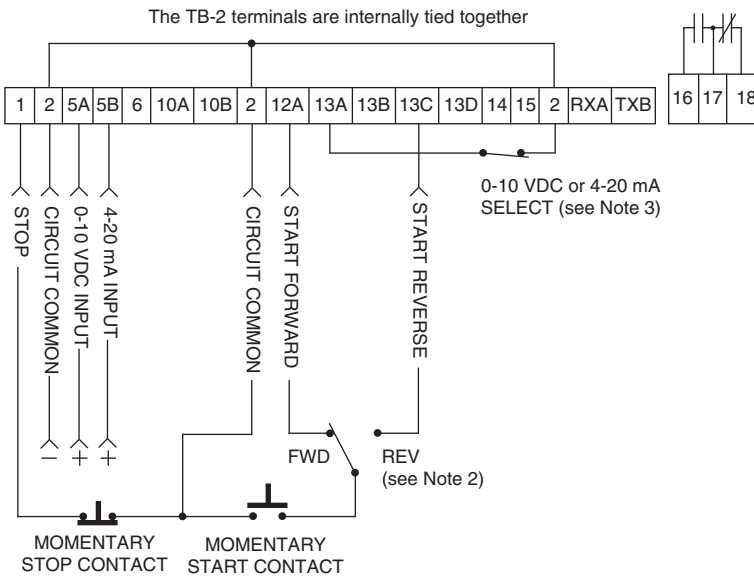 The TB-2 terminals are internally tied together
1 2 5A 5B 6 10A 10B 2 12A 13A 13B 13C 13D 14 15 2 RXA TXB
16 17 18
0-10 VDC or 4-20 mA
SELECT (see Note 3)
STOP
CIRCUIT COMMON
0-10 VDC INPUT
4-20 mA INPUT
CIRCUIT COMMON
START FORWARD
START REVERSE
− + +
FWD
REV
(see Note 2)
MOMENTARY
STOP CONTACT
MOMENTARY
START CONTACT